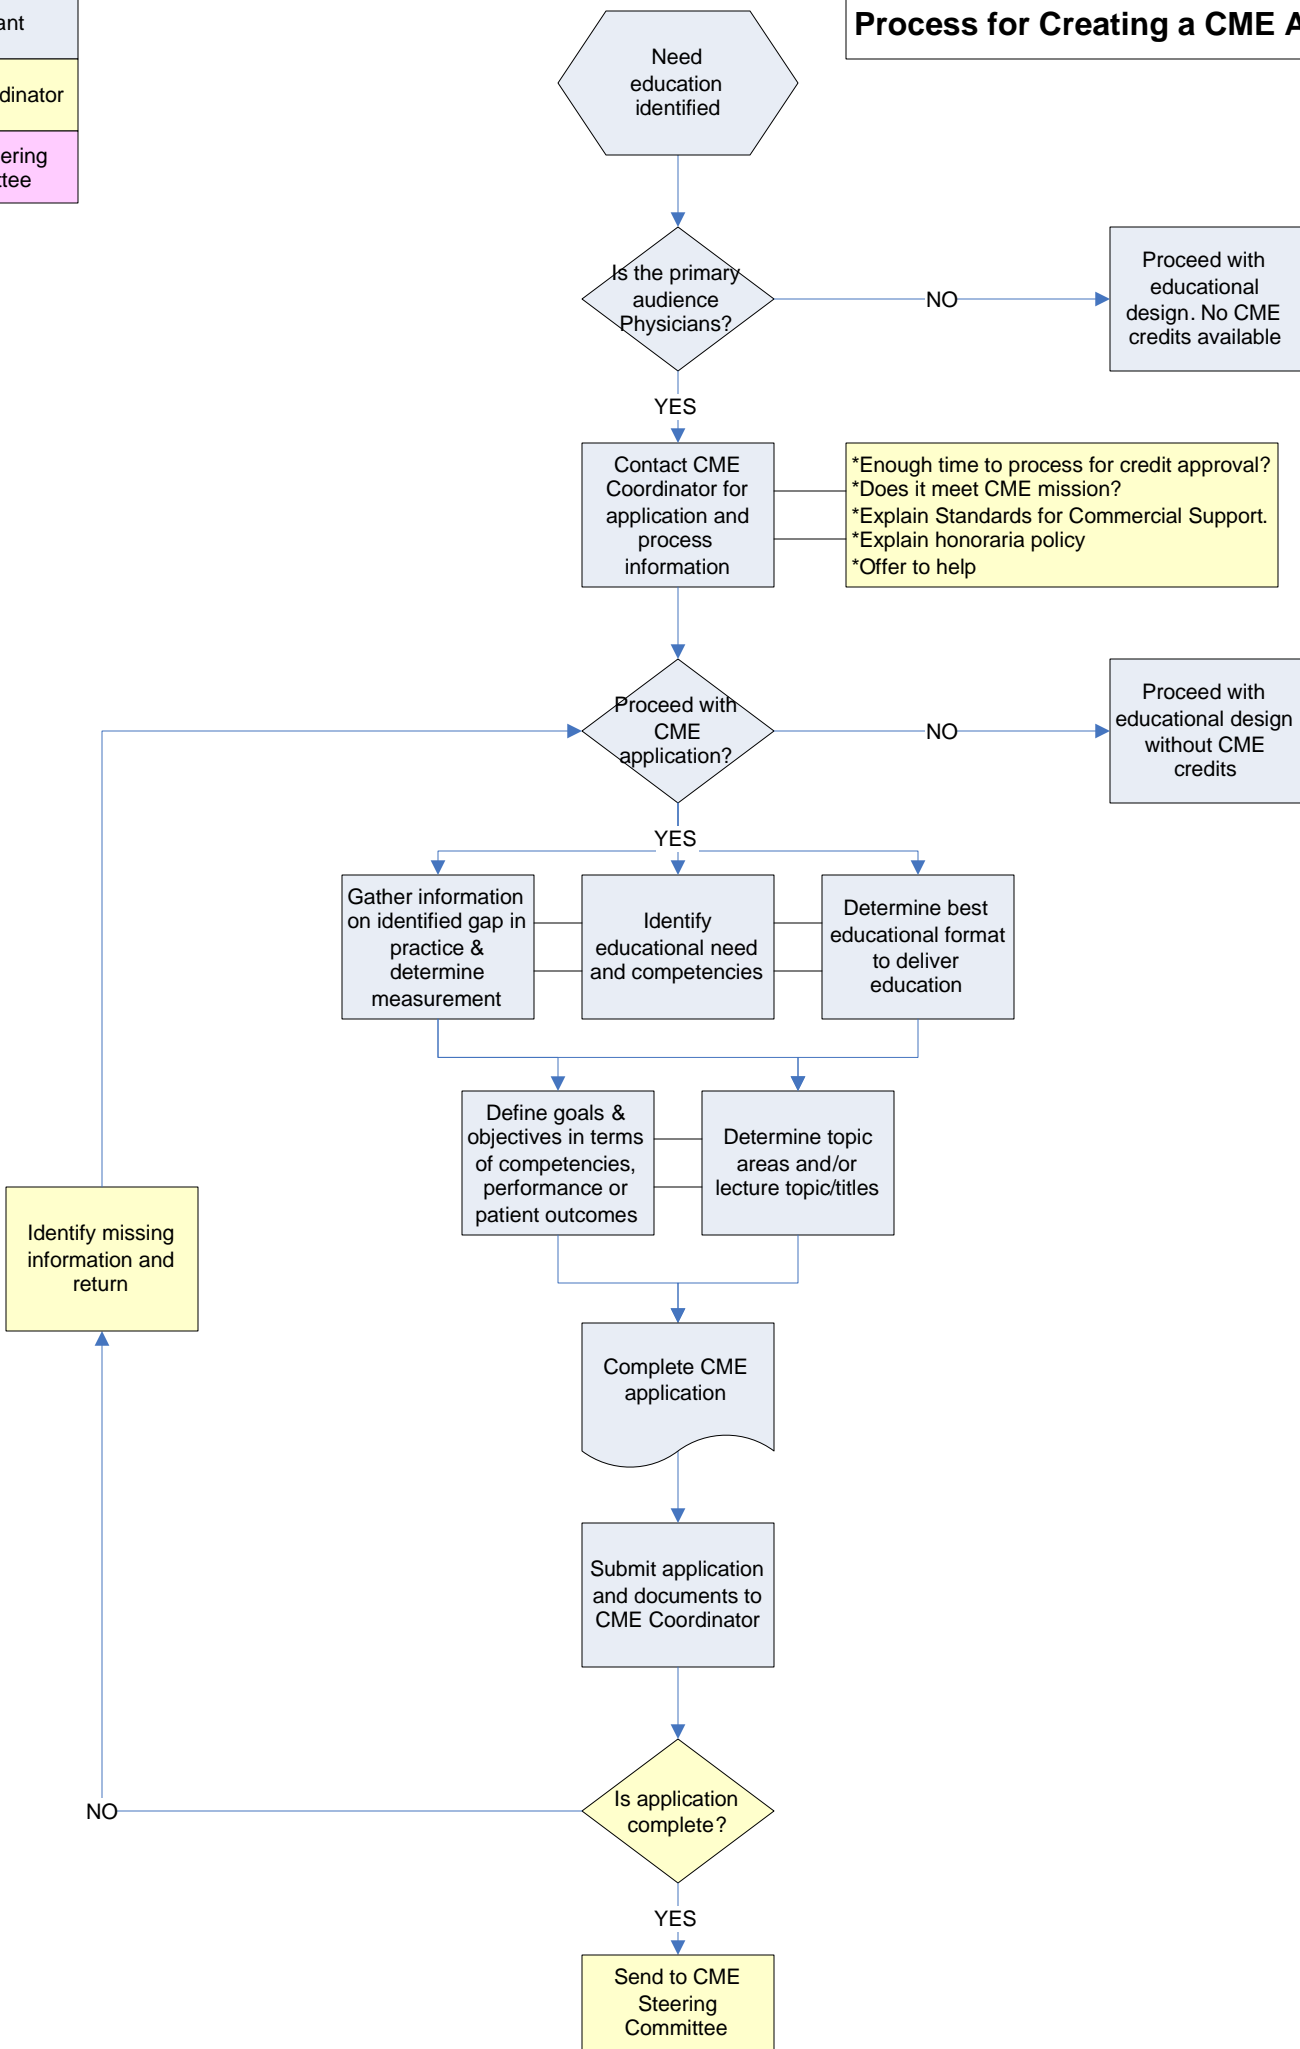 Process for Creating a CME A
ant
dinator
ering
ttee
Need
education
identified
Is the primary
audience
Physicians?
NO
Proceed with
educational
design. No CME
credits available
YES
Contact CME
Coordinator for
application and
process
information
*Enough time to process for credit approval?
*Does it meet CME mission?
*Explain Standards for Commercial Support.
*Explain honoraria policy
*Offer to help
Proceed with
CME
application?
NO
Proceed with
educational design
without CME
credits
YES
Gather information
on identified gap in
practice &
determine
measurement
Identify
educational need
and competencies
Determine best
educational format
to deliver
education
Define goals &
objectives in terms
of competencies,
performance or
patient outcomes
Determine topic
areas and/or
lecture topic/titles
Identify missing
information and
return
Complete CME
application
Submit application
and documents to
CME Coordinator
Is application
complete?
NO
YES
Send to CME
Steering
Committee